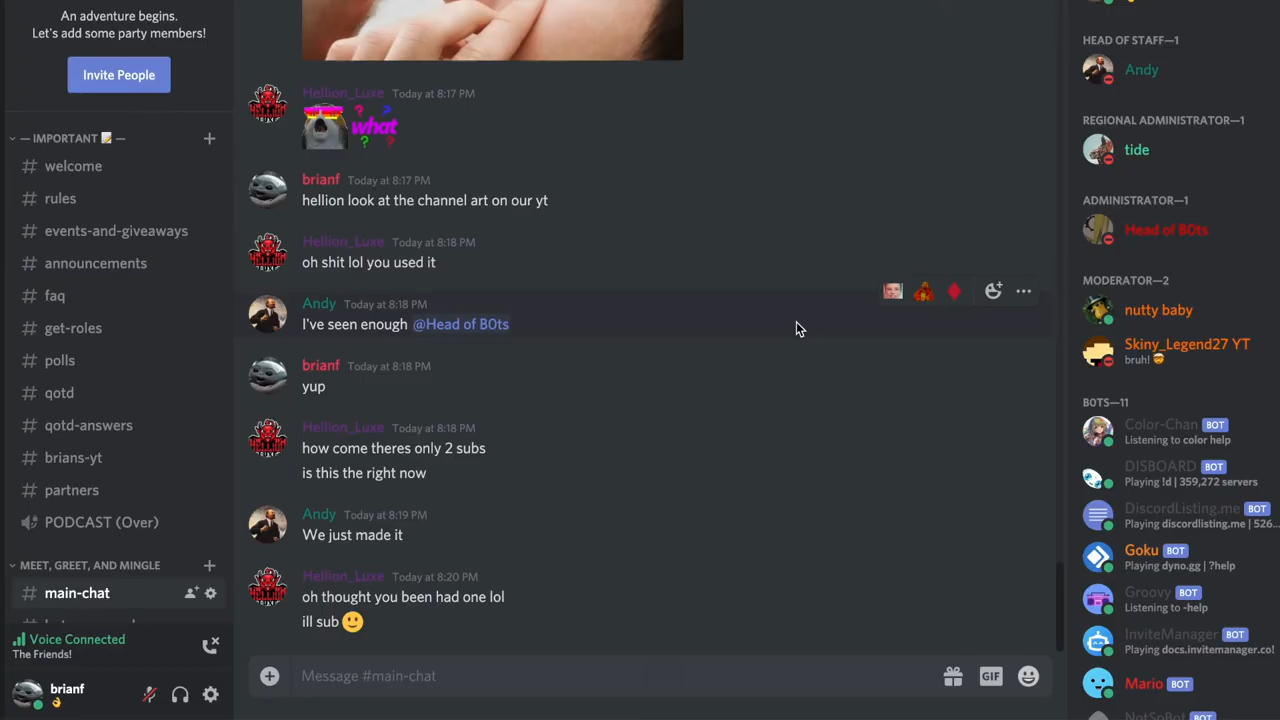 An adventure begins.
Let's add some party members!
Invite People
— IMPORTANT 📝 —
welcome
rules
events-and-giveaways
announcements
faq
get-roles
polls
qotd
qotd-answers
brians-yt
partners
PODCAST (Over)
MEET, GREET, AND MINGLE
main-chat
Voice Connected
The Friends!
brianf
👌
Hellion_Luxe Today at 8:17 PM
? ? what ? ?
brianf Today at 8:17 PM
hellion look at the channel art on our yt
Hellion_Luxe Today at 8:18 PM
oh shit lol you used it
Andy Today at 8:18 PM
I've seen enough @Head of B0ts
brianf Today at 8:18 PM
yup
Hellion_Luxe Today at 8:18 PM
how come theres only 2 subs
is this the right now
Andy Today at 8:19 PM
We just made it
Hellion_Luxe Today at 8:20 PM
oh thought you been had one lol
ill sub 🙂
Message #main-chat
GIF
HEAD OF STAFF—1
Andy
REGIONAL ADMINISTRATOR—1
tide
ADMINISTRATOR—1
Head of B0ts
MODERATOR—2
nutty baby
Skiny_Legend27 YT
bruh! 🤯
BOTS—11
Color-Chan BOT
Listening to color help
DISBOARD BOT
Playing !d | 359,272 servers
DiscordListing.me BOT
Playing discordlisting.me | 526...
Goku BOT
Playing dyno.gg | ?help
Groovy BOT
Listening to -help
InviteManager BOT
Playing docs.invitemanager.co!
Mario BOT
NotSoBot BOT